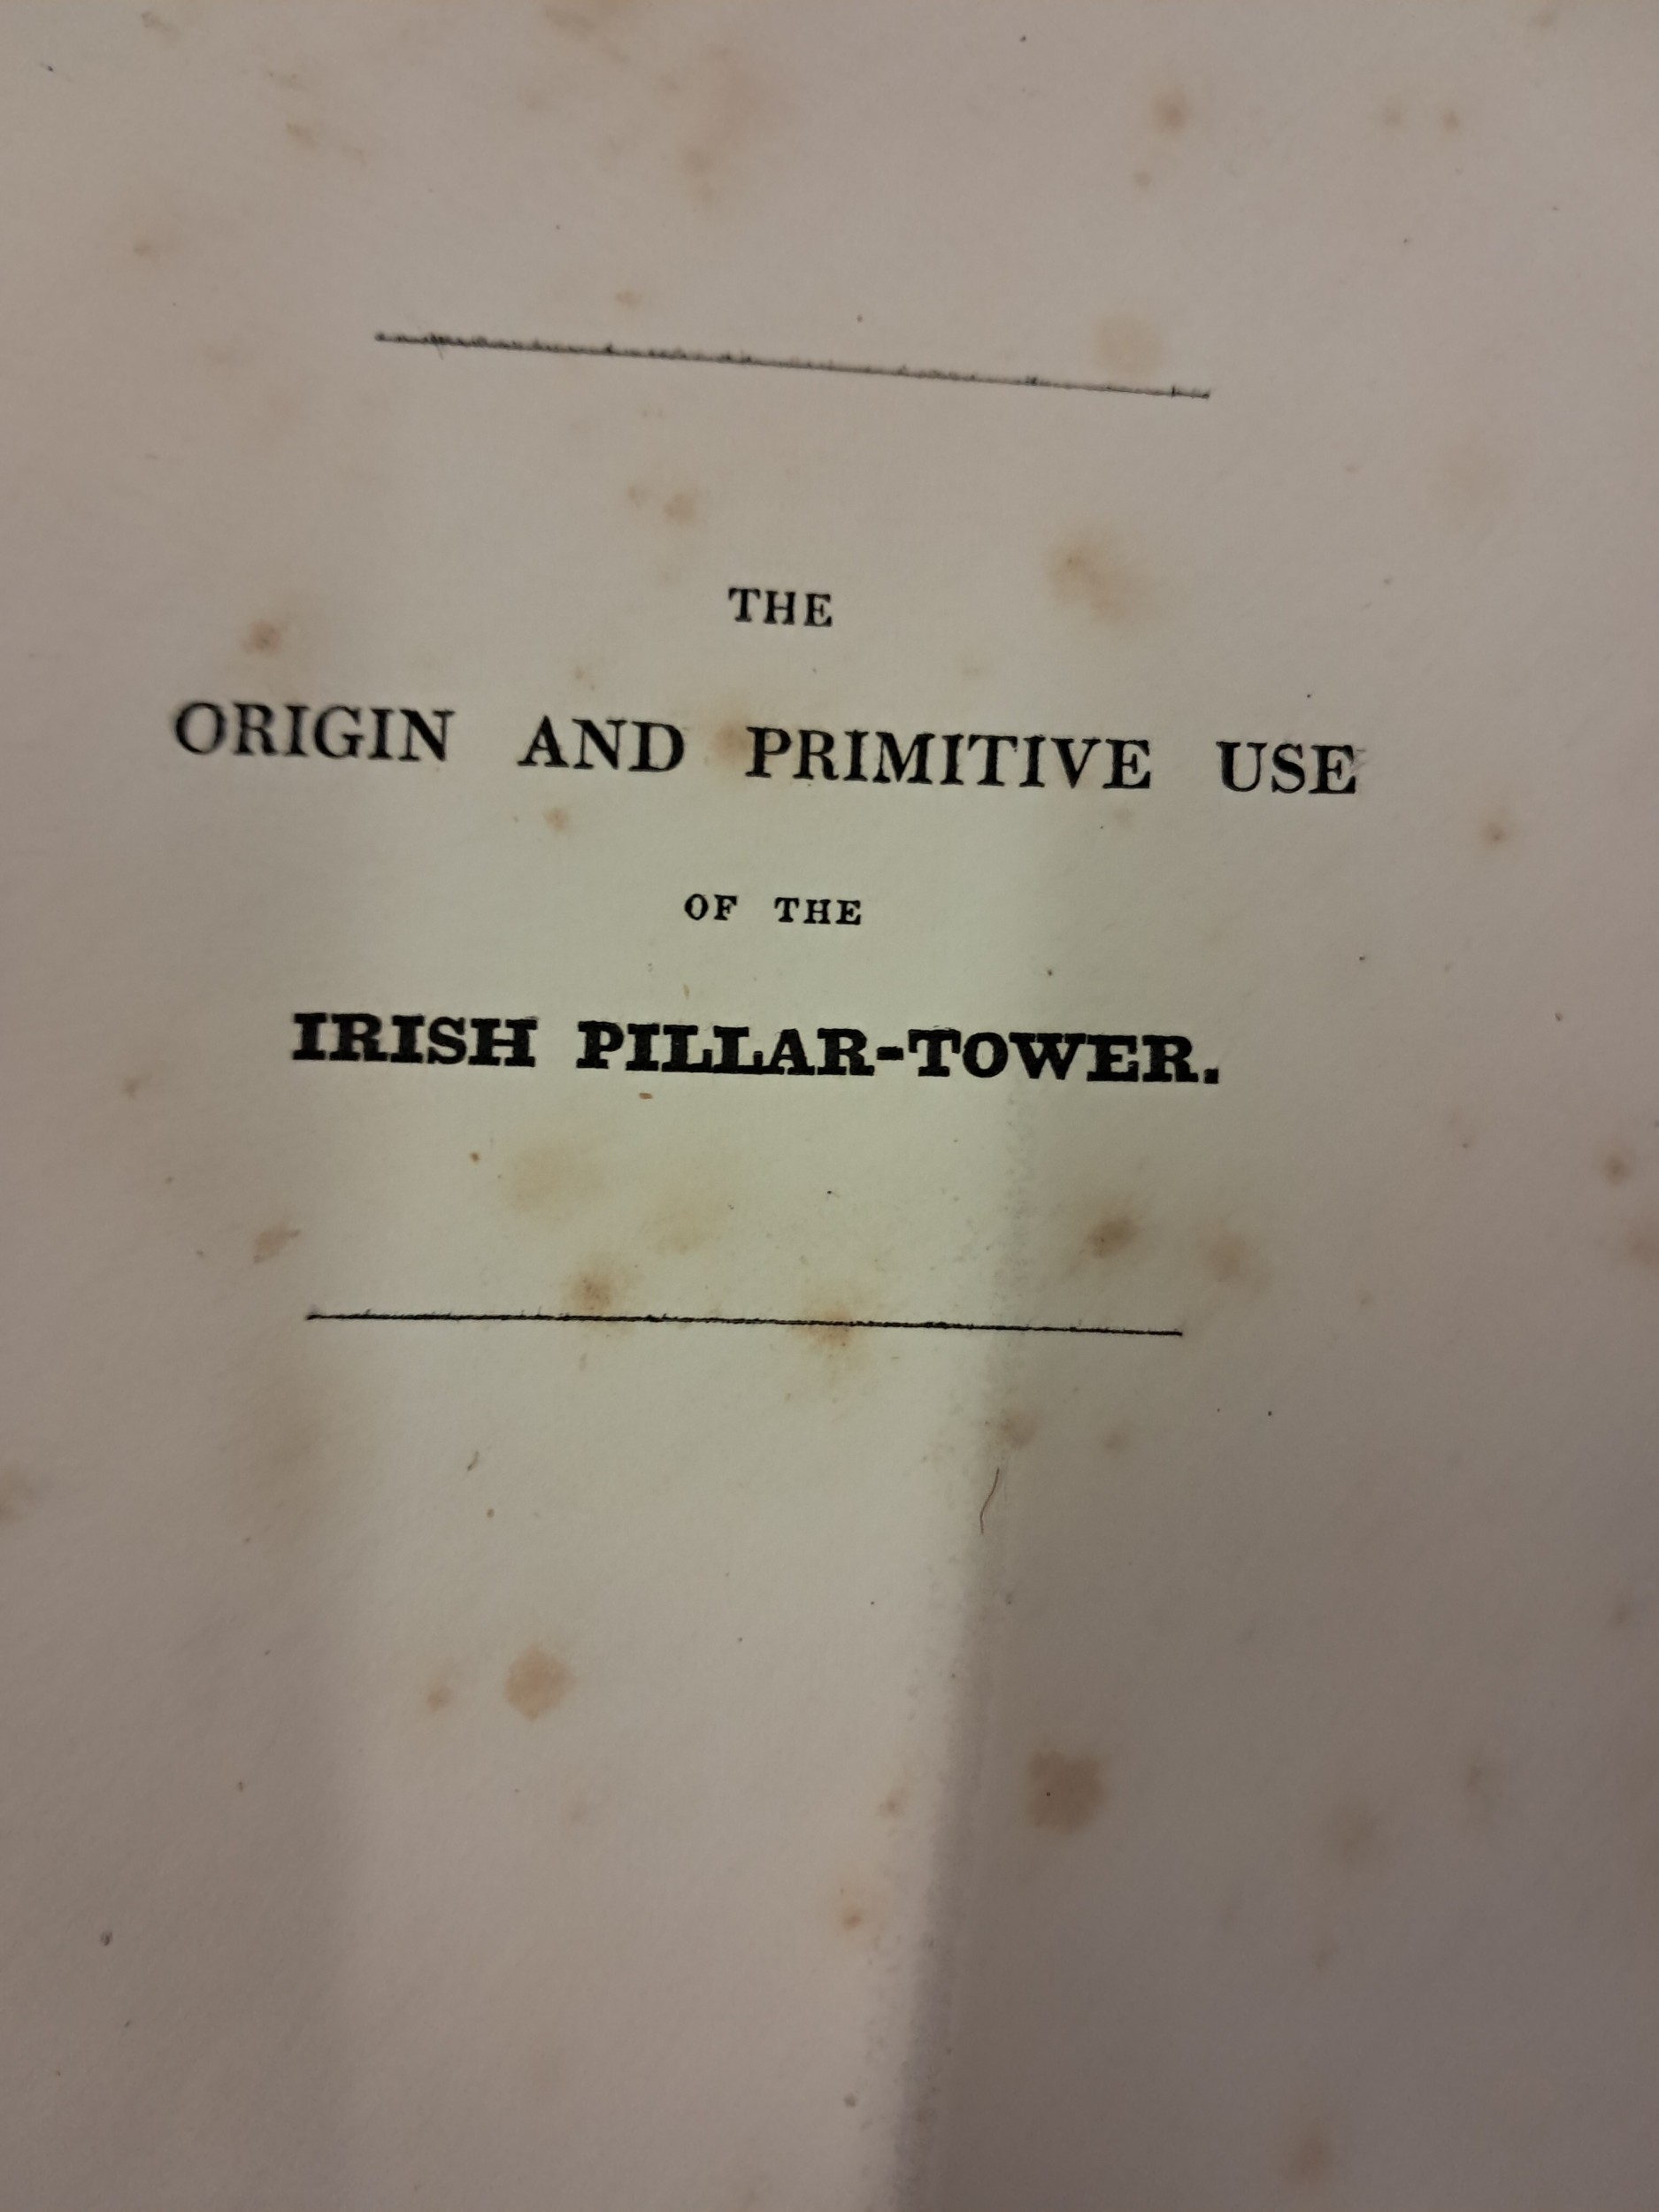 THE
ORIGIN AND PRIMITIVE USE
OF THE
IRISH PILLAR-TOWER.